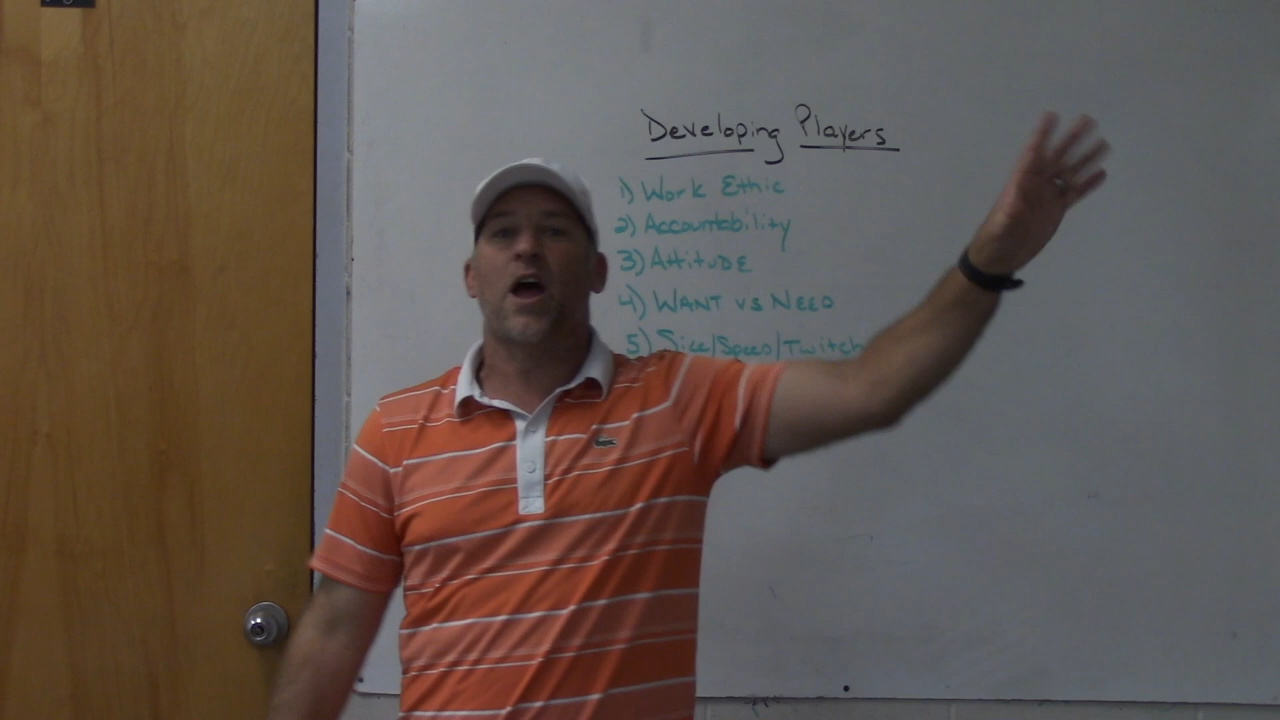 Developing Players
1) Work Ethic
2) Accountability
3) Attitude
4) WANT vs NEED
5) Size/Speed/Twitch